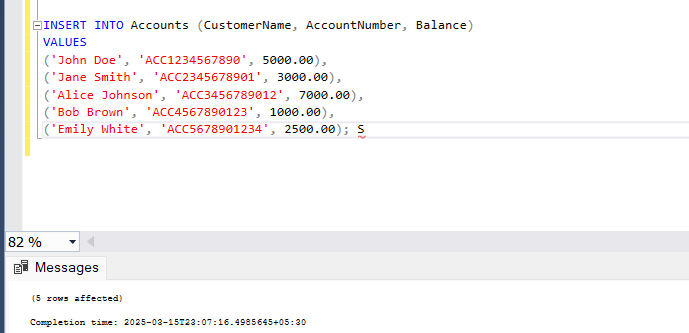 INSERT INTO Accounts (CustomerName, AccountNumber, Balance)
VALUES
('John Doe', 'ACC1234567890', 5000.00),
('Jane Smith', 'ACC2345678901', 3000.00),
('Alice Johnson', 'ACC3456789012', 7000.00),
('Bob Brown', 'ACC4567890123', 1000.00),
('Emily White', 'ACC5678901234', 2500.00); S
82 %
Messages
(5 rows affected)
Completion time: 2025-03-15T23:07:16.4985645+05:30